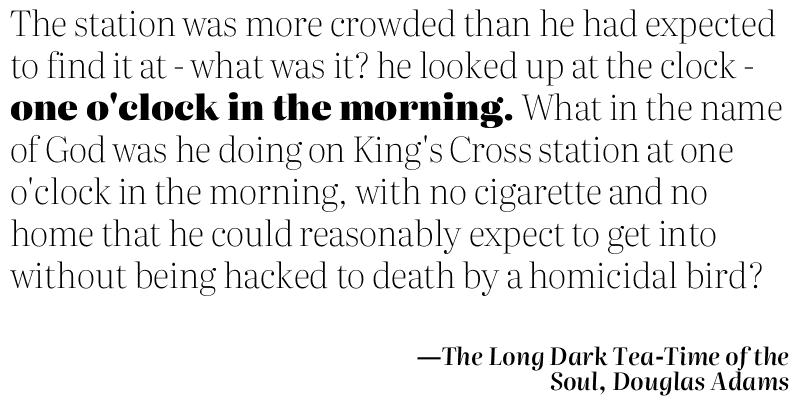 The station was more crowded than he had expected
to find it at - what was it? he looked up at the clock -
one o'clock in the morning. What in the name
of God was he doing on King's Cross station at one
o'clock in the morning, with no cigarette and no
home that he could reasonably expect to get into
without being hacked to death by a homicidal bird?
—The Long Dark Tea-Time of the
Soul, Douglas Adams